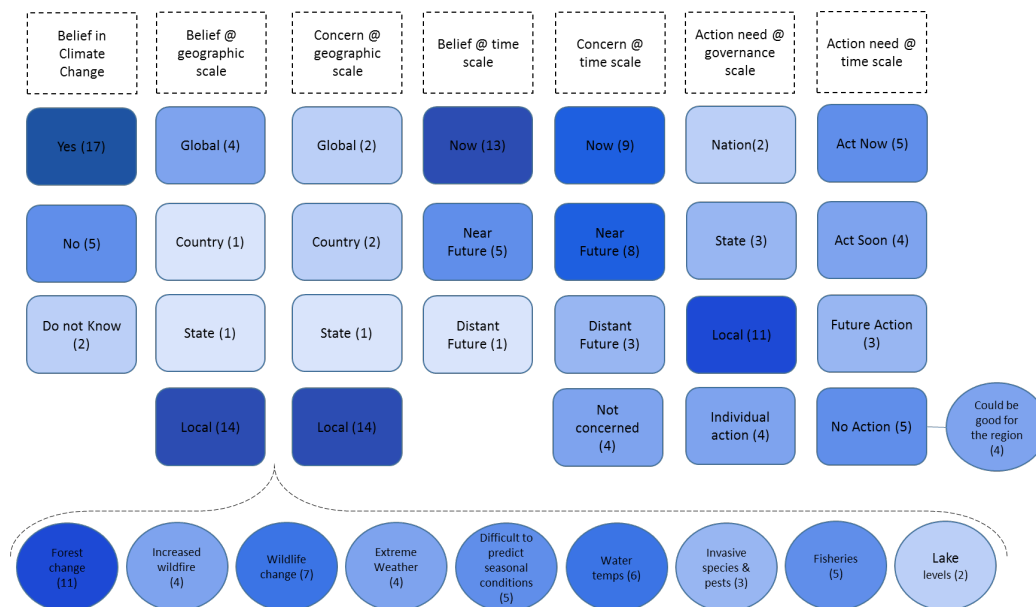 Belief in
Climate
Change
Belief @
geographic
scale
Concern @
geographic
scale
Belief @ time
scale
Concern @
time scale
Action need @
governance
scale
Action need @
time scale
Yes (17)
Global (4)
Global (2)
Now (13)
Now (9)
Nation(2)
Act Now (5)
No (5)
Country (1)
Country (2)
Near
Future (5)
Near
Future (8)
State (3)
Act Soon (4)
Do not Know
(2)
State (1)
State (1)
Distant
Future (1)
Distant
Future (3)
Local (11)
Future Action
(3)
Local (14)
Local (14)
Not
concerned
(4)
Individual
action (4)
No Action (5)
Could be
good for
the region
(4)
Forest
change
(11)
Increased
wildfire
(4)
Wildlife
change (7)
Extreme
Weather
(4)
Difficult to
predict
seasonal
conditions
(5)
Water
temps (6)
Invasive
species &
pests (3)
Fisheries
(5)
Lake
levels (2)